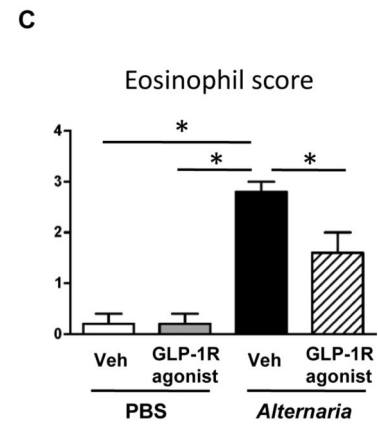 C
Eosinophil score
*
* *
4
3
2
1
0
Veh GLP-1R agonist Veh GLP-1R agonist
PBS Alternaria